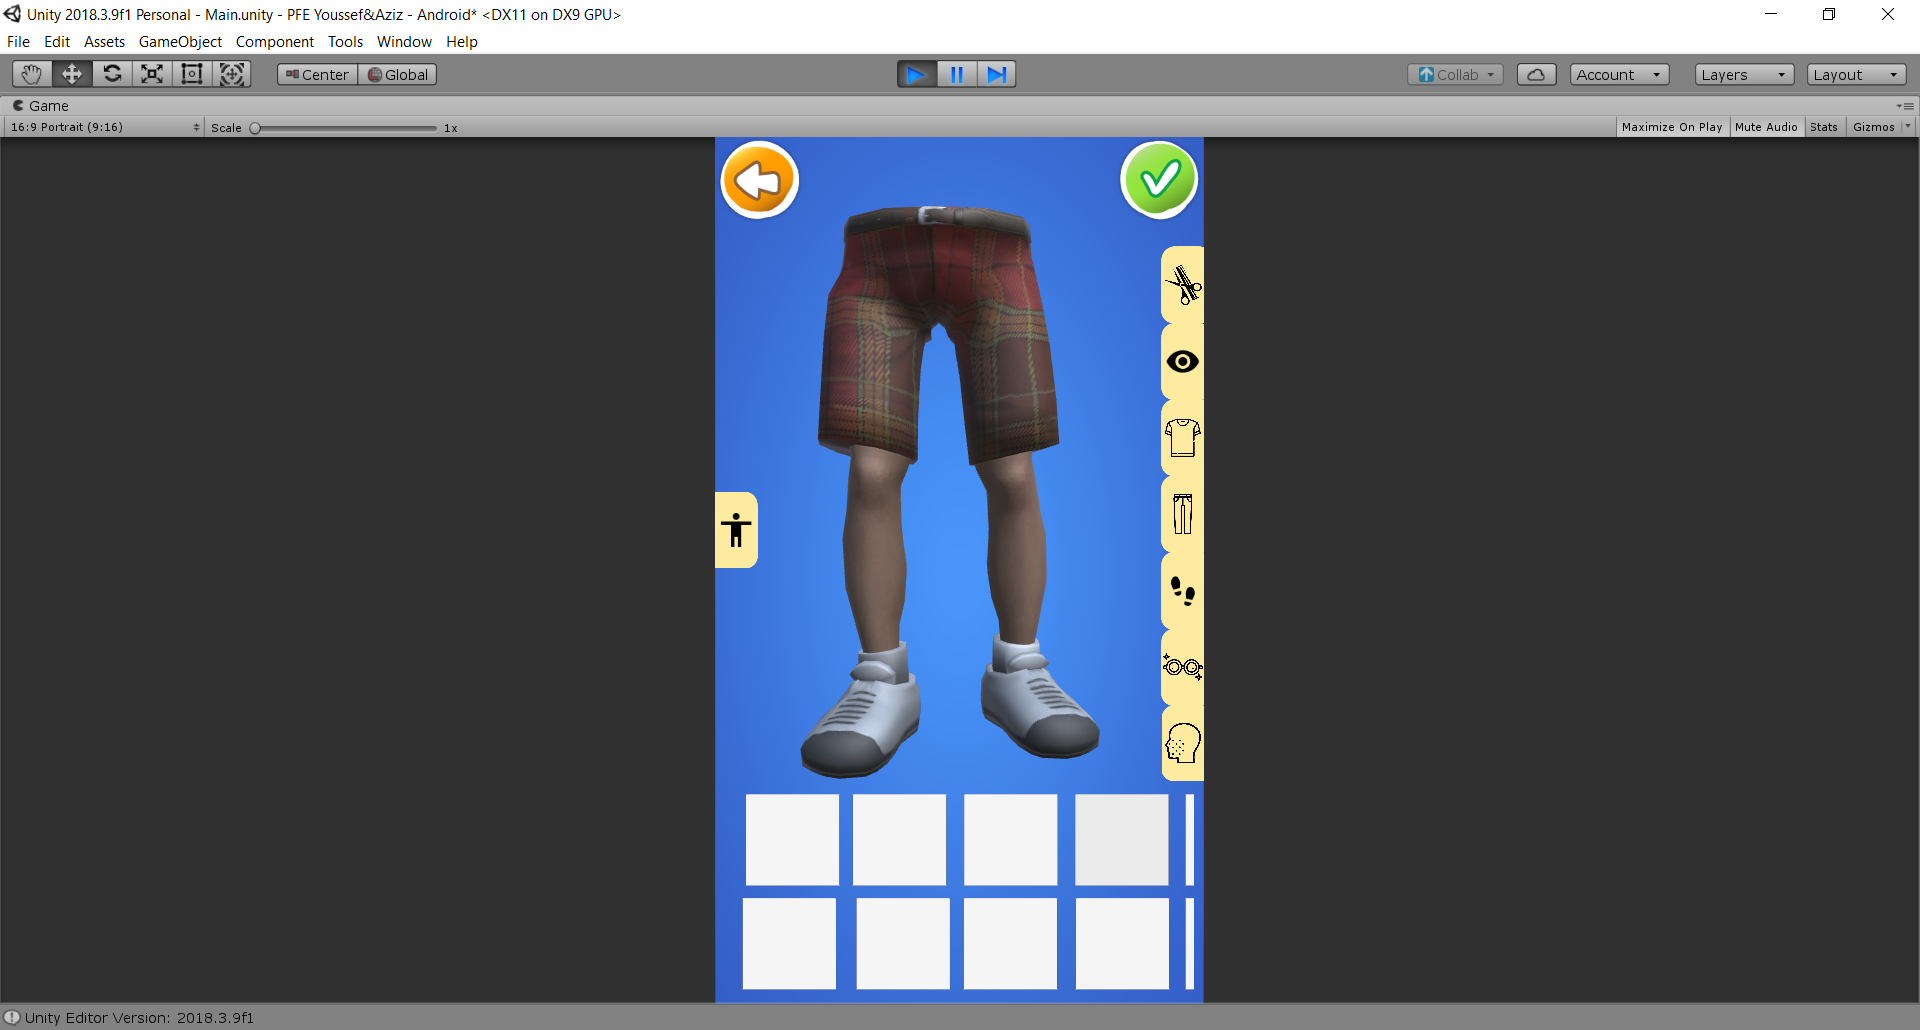 Unity 2018.3.9f1 Personal - Main.unity - PFE Youssef&Aziz - Android* <DX11 on DX9 GPU>
File Edit Assets GameObject Component Tools Window Help
Center Global Collab Account Layers Layout
Game
16:9 Portrait (9:16) Scale 1x Maximize On Play Mute Audio Stats Gizmos
Unity Editor Version: 2018.3.9f1